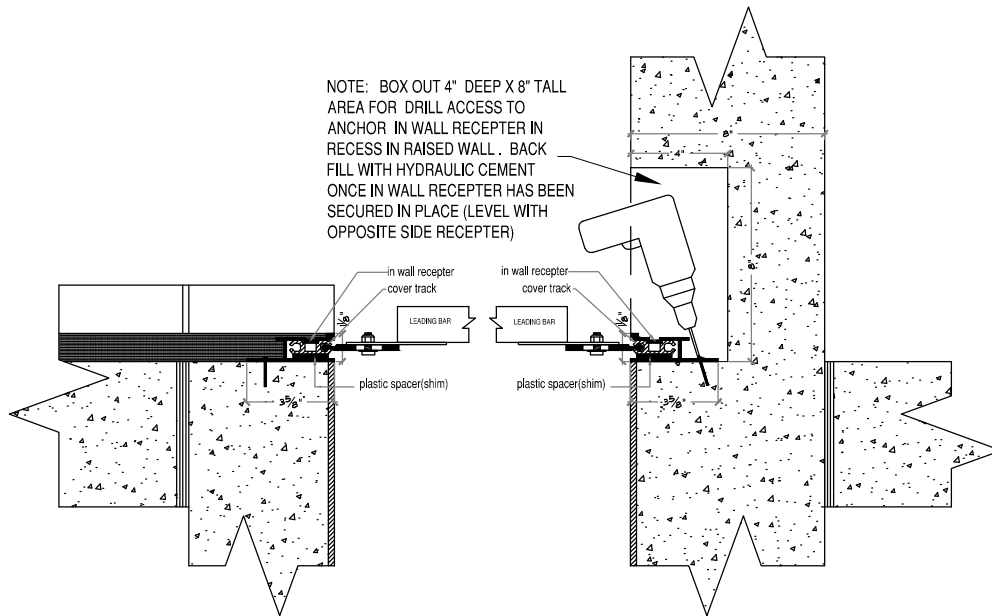 NOTE: BOX OUT 4" DEEP X 8" TALL
AREA FOR DRILL ACCESS TO
ANCHOR IN WALL RECEPTER IN
RECESS IN RAISED WALL. BACK
FILL WITH HYDRAULIC CEMENT
ONCE IN WALL RECEPTER HAS BEEN
SECURED IN PLACE (LEVEL WITH
OPPOSITE SIDE RECEPTER)
8"
4"
8"
in wall recepter
cover track
in wall recepter
cover track
LEADING BAR
LEADING BAR
plastic spacer(shim)
plastic spacer(shim)
3⅝"
3⅝"